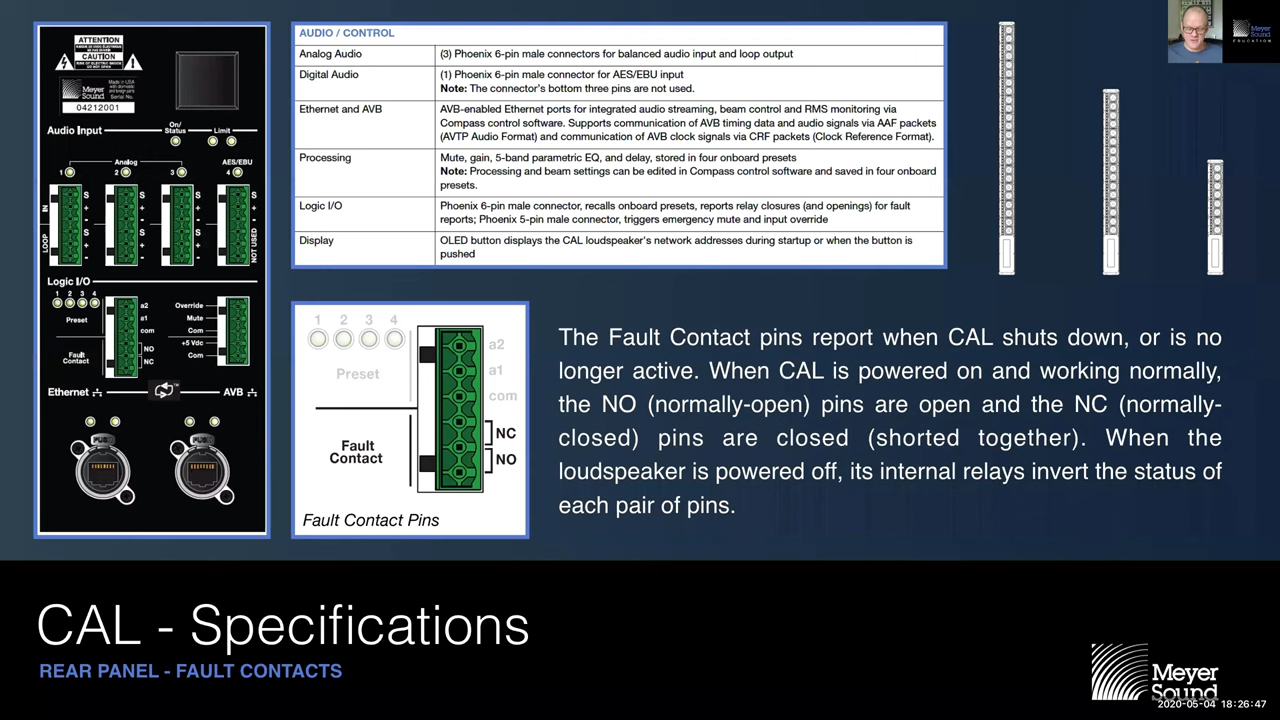 ATTENTION
CAUTION
Made in USA
Meyer Sound
Serial No.
04212001
Audio Input
On/Status
Limit
Analog
AES/EBU
1 2 3 4
IN
LOOP
S
+
-
S
+
-
S
+
-
S
+
-
S
+
-
S
+
-
S
+
-
NOT USED
Logic I/O
1 2 3 4
Preset
a2
a1
com
NO
NC
Fault
Contact
Override
Mute
Com
+5 Vdc
Com
Ethernet
AVB
PUSH
PUSH
AUDIO / CONTROL
Analog Audio (3) Phoenix 6-pin male connectors for balanced audio input and loop output
Digital Audio (1) Phoenix 6-pin male connector for AES/EBU input
Note: The connector's bottom three pins are not used.
Ethernet and AVB AVB-enabled Ethernet ports for integrated audio streaming, beam control and RMS monitoring via
Compass control software. Supports communication of AVB timing data and audio signals via AAF packets
(AVTP Audio Format) and communication of AVB clock signals via CRF packets (Clock Reference Format).
Processing Mute, gain, 5-band parametric EQ, and delay, stored in four onboard presets
Note: Processing and beam settings can be edited in Compass control software and saved in four onboard
presets.
Logic I/O Phoenix 6-pin male connector, recalls onboard presets, reports relay closures (and openings) for fault
reports; Phoenix 5-pin male connector, triggers emergency mute and input override
Display OLED button displays the CAL loudspeaker's network addresses during startup or when the button is
pushed
Meyer
Sound
EDUCATION
1 2 3 4
Preset
a2
a1
com
NC
NO
Fault
Contact
Fault Contact Pins
The Fault Contact pins report when CAL shuts down, or is no
longer active. When CAL is powered on and working normally,
the NO (normally-open) pins are open and the NC (normally-
closed) pins are closed (shorted together). When the
loudspeaker is powered off, its internal relays invert the status of
each pair of pins.
CAL - Specifications
REAR PANEL - FAULT CONTACTS
Meyer
Sound
2020-05-04 18:26:47